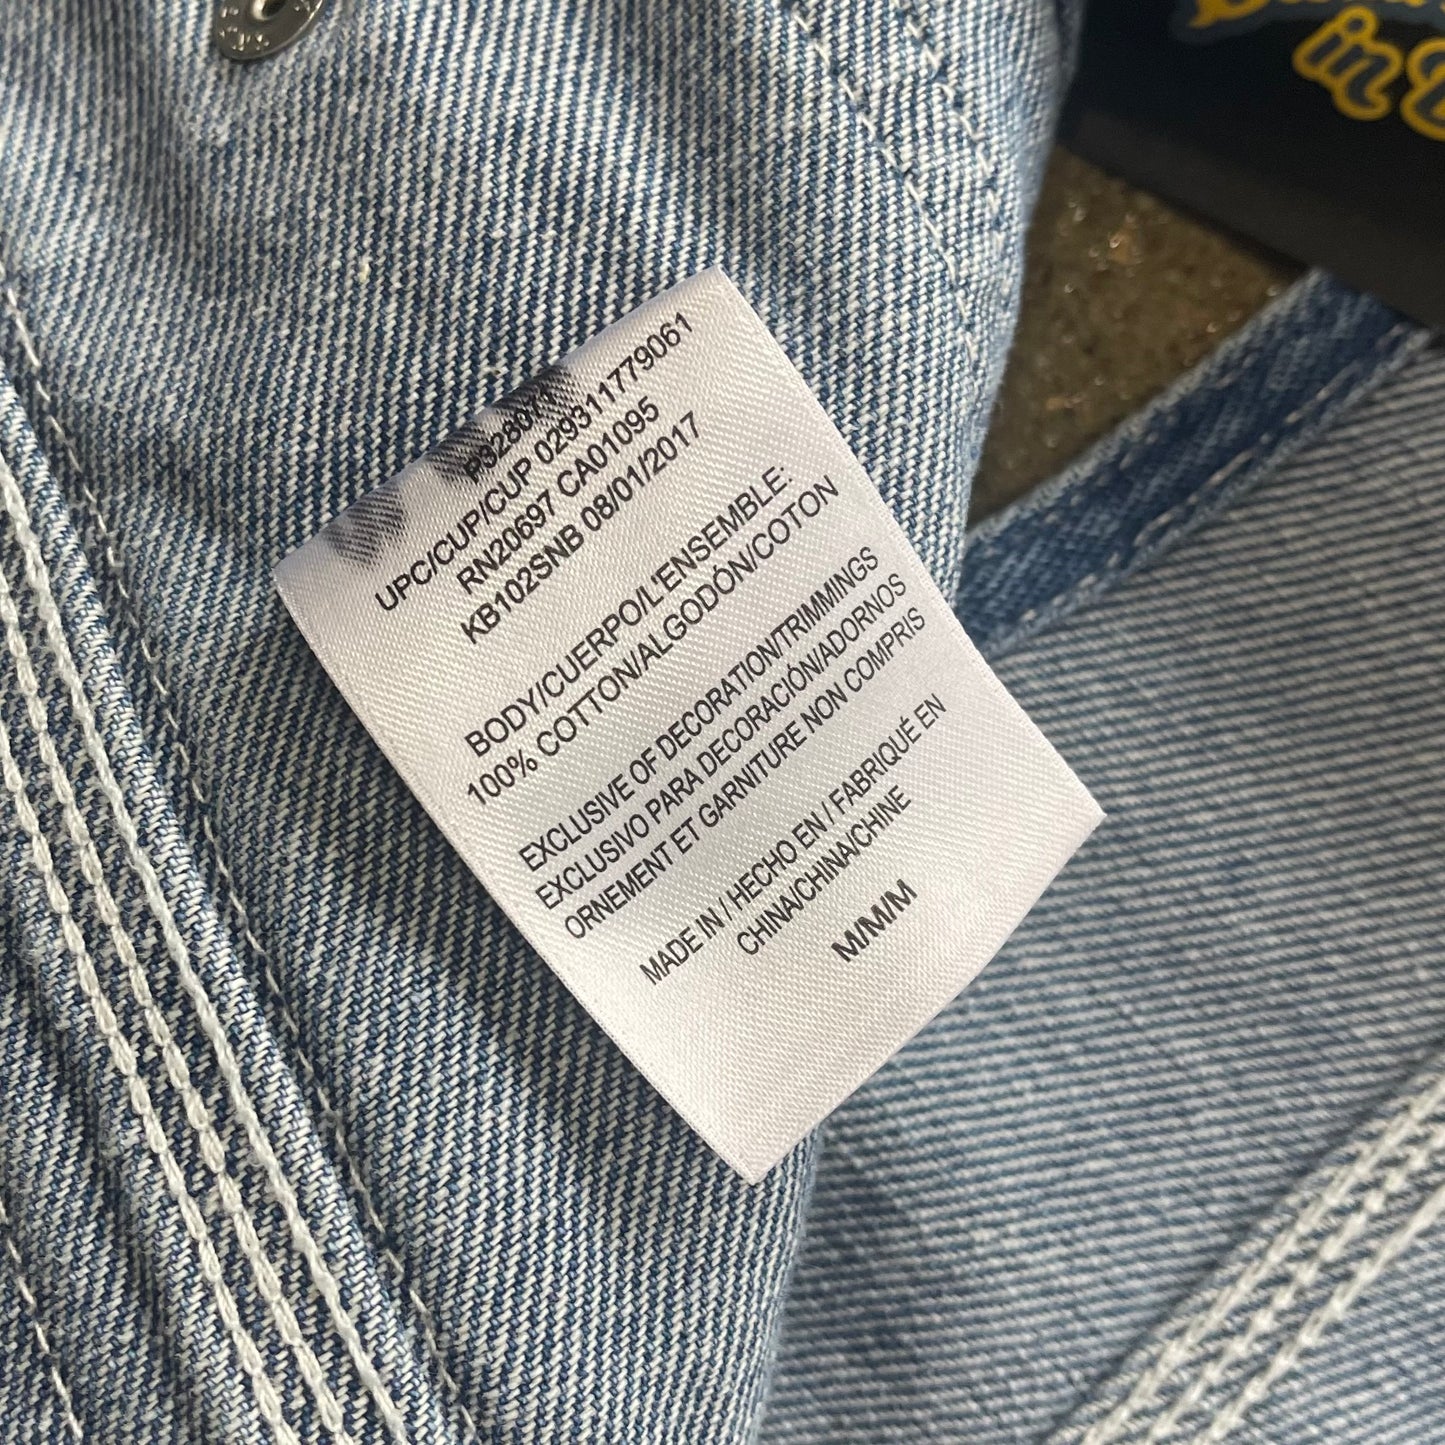 P328071
UPC/CUP/CUP 029311779061
RN20697 CA01095
KB102SNB 08/01/2017
BODY/CUERPO/L'ENSEMBLE:
100% COTTON/ALGODÓN/COTON
EXCLUSIVE OF DECORATION/TRIMMINGS
EXCLUSIVO PARA DECORACIÓN/ADORNOS
ORNEMENT ET GARNITURE NON COMPRIS
MADE IN / HECHO EN / FABRIQUÉ EN
CHINA/CHINA/CHINE
M/M/M
in